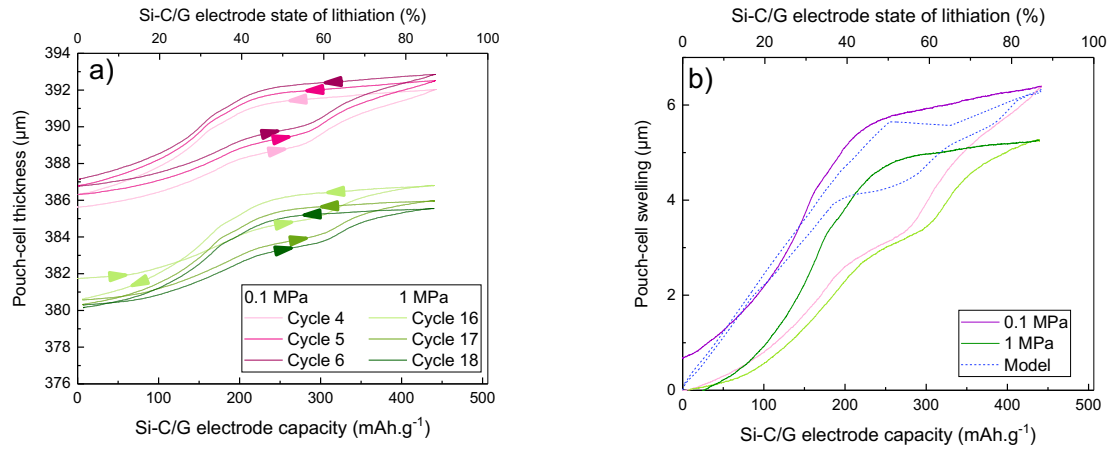 Si-C/G electrode state of lithiation (%)
0 20 40 60 80 100
a)
Pouch-cell thickness (µm)
394
392
390
388
386
384
382
380
378
376
0.1 MPa 1 MPa
Cycle 4 Cycle 16
Cycle 5 Cycle 17
Cycle 6 Cycle 18
0 100 200 300 400 500
Si-C/G electrode capacity (mAh.g⁻¹)
Si-C/G electrode state of lithiation (%)
0 20 40 60 80 100
b)
Pouch-cell swelling (µm)
6
4
2
0
0.1 MPa
1 MPa
Model
0 100 200 300 400 500
Si-C/G electrode capacity (mAh.g⁻¹)